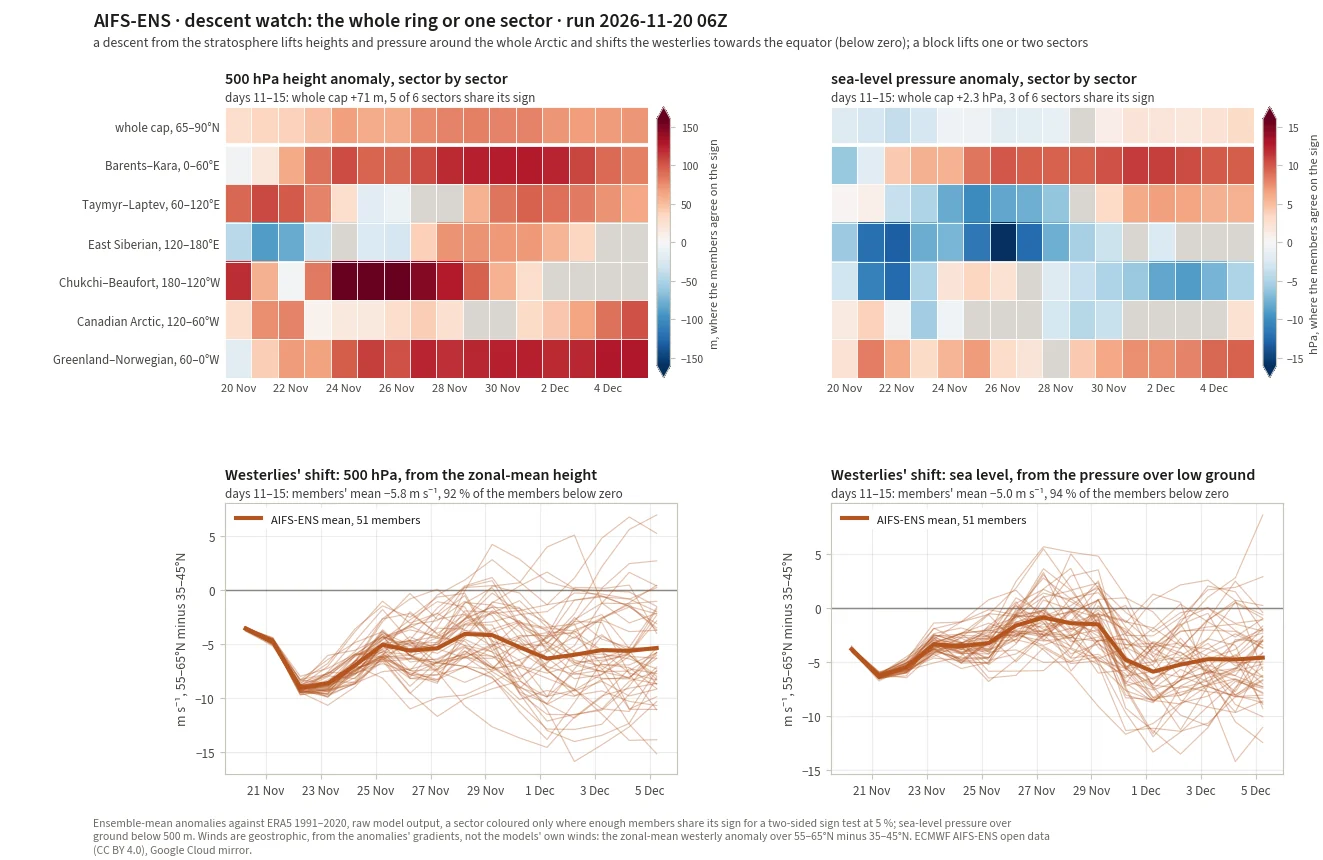 AIFS-ENS · descent watch: the whole ring or one sector · run 2026-11-20 06Z
a descent from the stratosphere lifts heights and pressure around the whole Arctic and shifts the westerlies towards the equator (below zero); a block lifts one or two sectors
500 hPa height anomaly, sector by sector
days 11–15: whole cap +71 m, 5 of 6 sectors share its sign
whole cap, 65–90°N
Barents–Kara, 0–60°E
Taymyr–Laptev, 60–120°E
East Siberian, 120–180°E
Chukchi–Beaufort, 180–120°W
Canadian Arctic, 120–60°W
Greenland–Norwegian, 60–0°W
20 Nov 22 Nov 24 Nov 26 Nov 28 Nov 30 Nov 2 Dec 4 Dec
150
100
50
0
−50
−100
−150
m, where the members agree on the sign
sea-level pressure anomaly, sector by sector
days 11–15: whole cap +2.3 hPa, 3 of 6 sectors share its sign
20 Nov 22 Nov 24 Nov 26 Nov 28 Nov 30 Nov 2 Dec 4 Dec
15
10
5
0
−5
−10
−15
hPa, where the members agree on the sign
Westerlies' shift: 500 hPa, from the zonal-mean height
days 11–15: members' mean −5.8 m s⁻¹, 92 % of the members below zero
AIFS-ENS mean, 51 members
m s⁻¹, 55–65°N minus 35–45°N
5
0
−5
−10
−15
21 Nov 23 Nov 25 Nov 27 Nov 29 Nov 1 Dec 3 Dec 5 Dec
Westerlies' shift: sea level, from the pressure over low ground
days 11–15: members' mean −5.0 m s⁻¹, 94 % of the members below zero
AIFS-ENS mean, 51 members
m s⁻¹, 55–65°N minus 35–45°N
5
0
−5
−10
−15
21 Nov 23 Nov 25 Nov 27 Nov 29 Nov 1 Dec 3 Dec 5 Dec
Ensemble-mean anomalies against ERA5 1991–2020, raw model output, a sector coloured only where enough members share its sign for a two-sided sign test at 5 %; sea-level pressure over
ground below 500 m. Winds are geostrophic, from the anomalies' gradients, not the models' own winds: the zonal-mean westerly anomaly over 55–65°N minus 35–45°N. ECMWF AIFS-ENS open data
(CC BY 4.0), Google Cloud mirror.